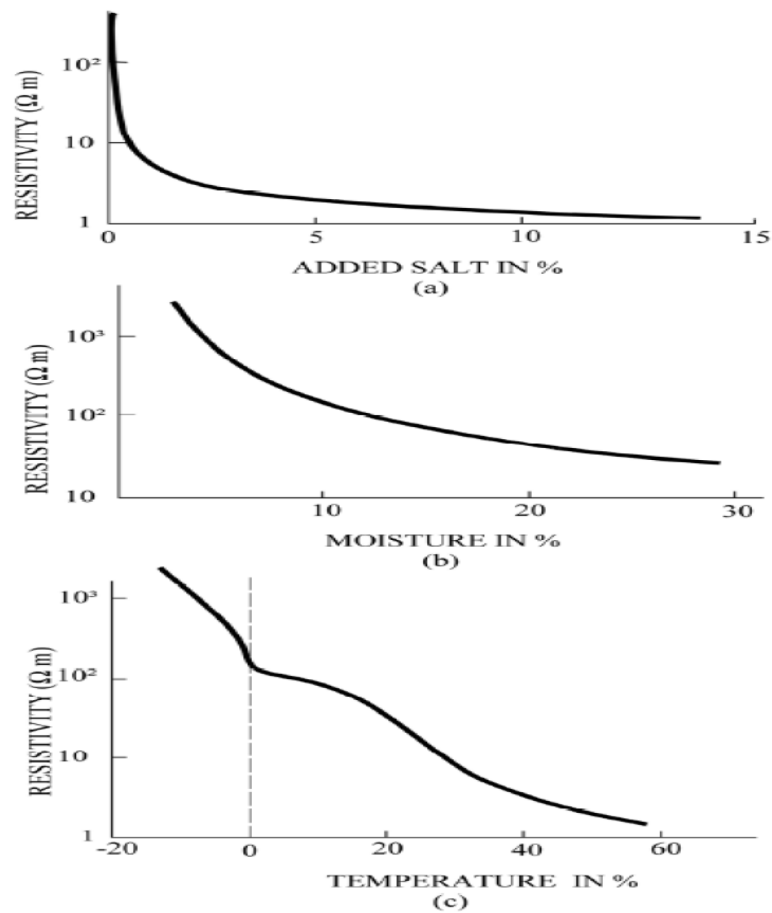 RESISTIVITY (Ω m)
10²
10
1
0 5 10 15
ADDED SALT IN %
(a)
RESISTIVITY (Ω m)
10³
10²
10
10 20 30
MOISTURE IN %
(b)
RESISTIVITY (Ω m)
10³
10²
10
1
-20 0 20 40 60
TEMPERATURE IN %
(c)